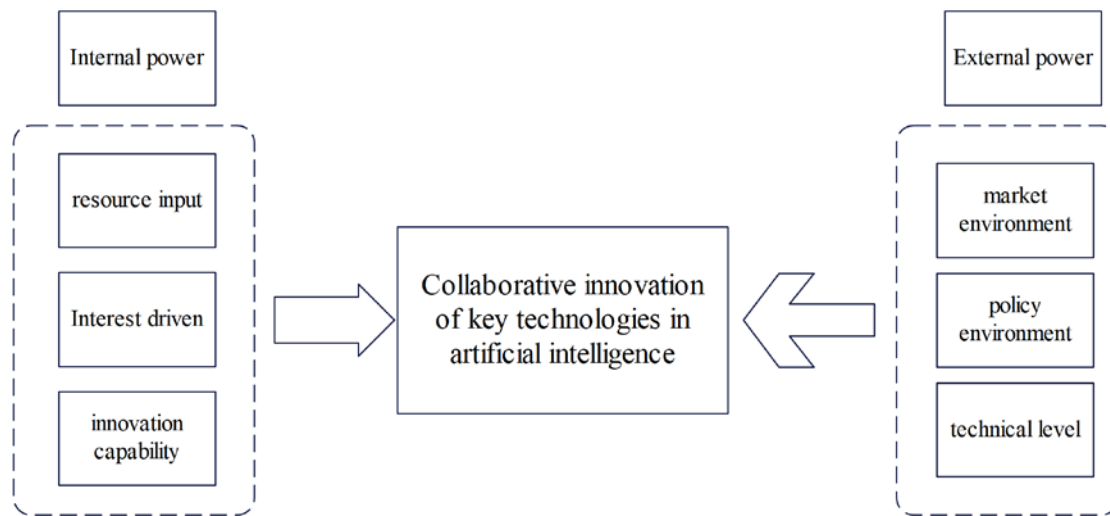 Internal power
resource input
Interest driven
innovation
capability
Collaborative innovation
of key technologies in
artificial intelligence
External power
market
environment
policy
environment
technical level